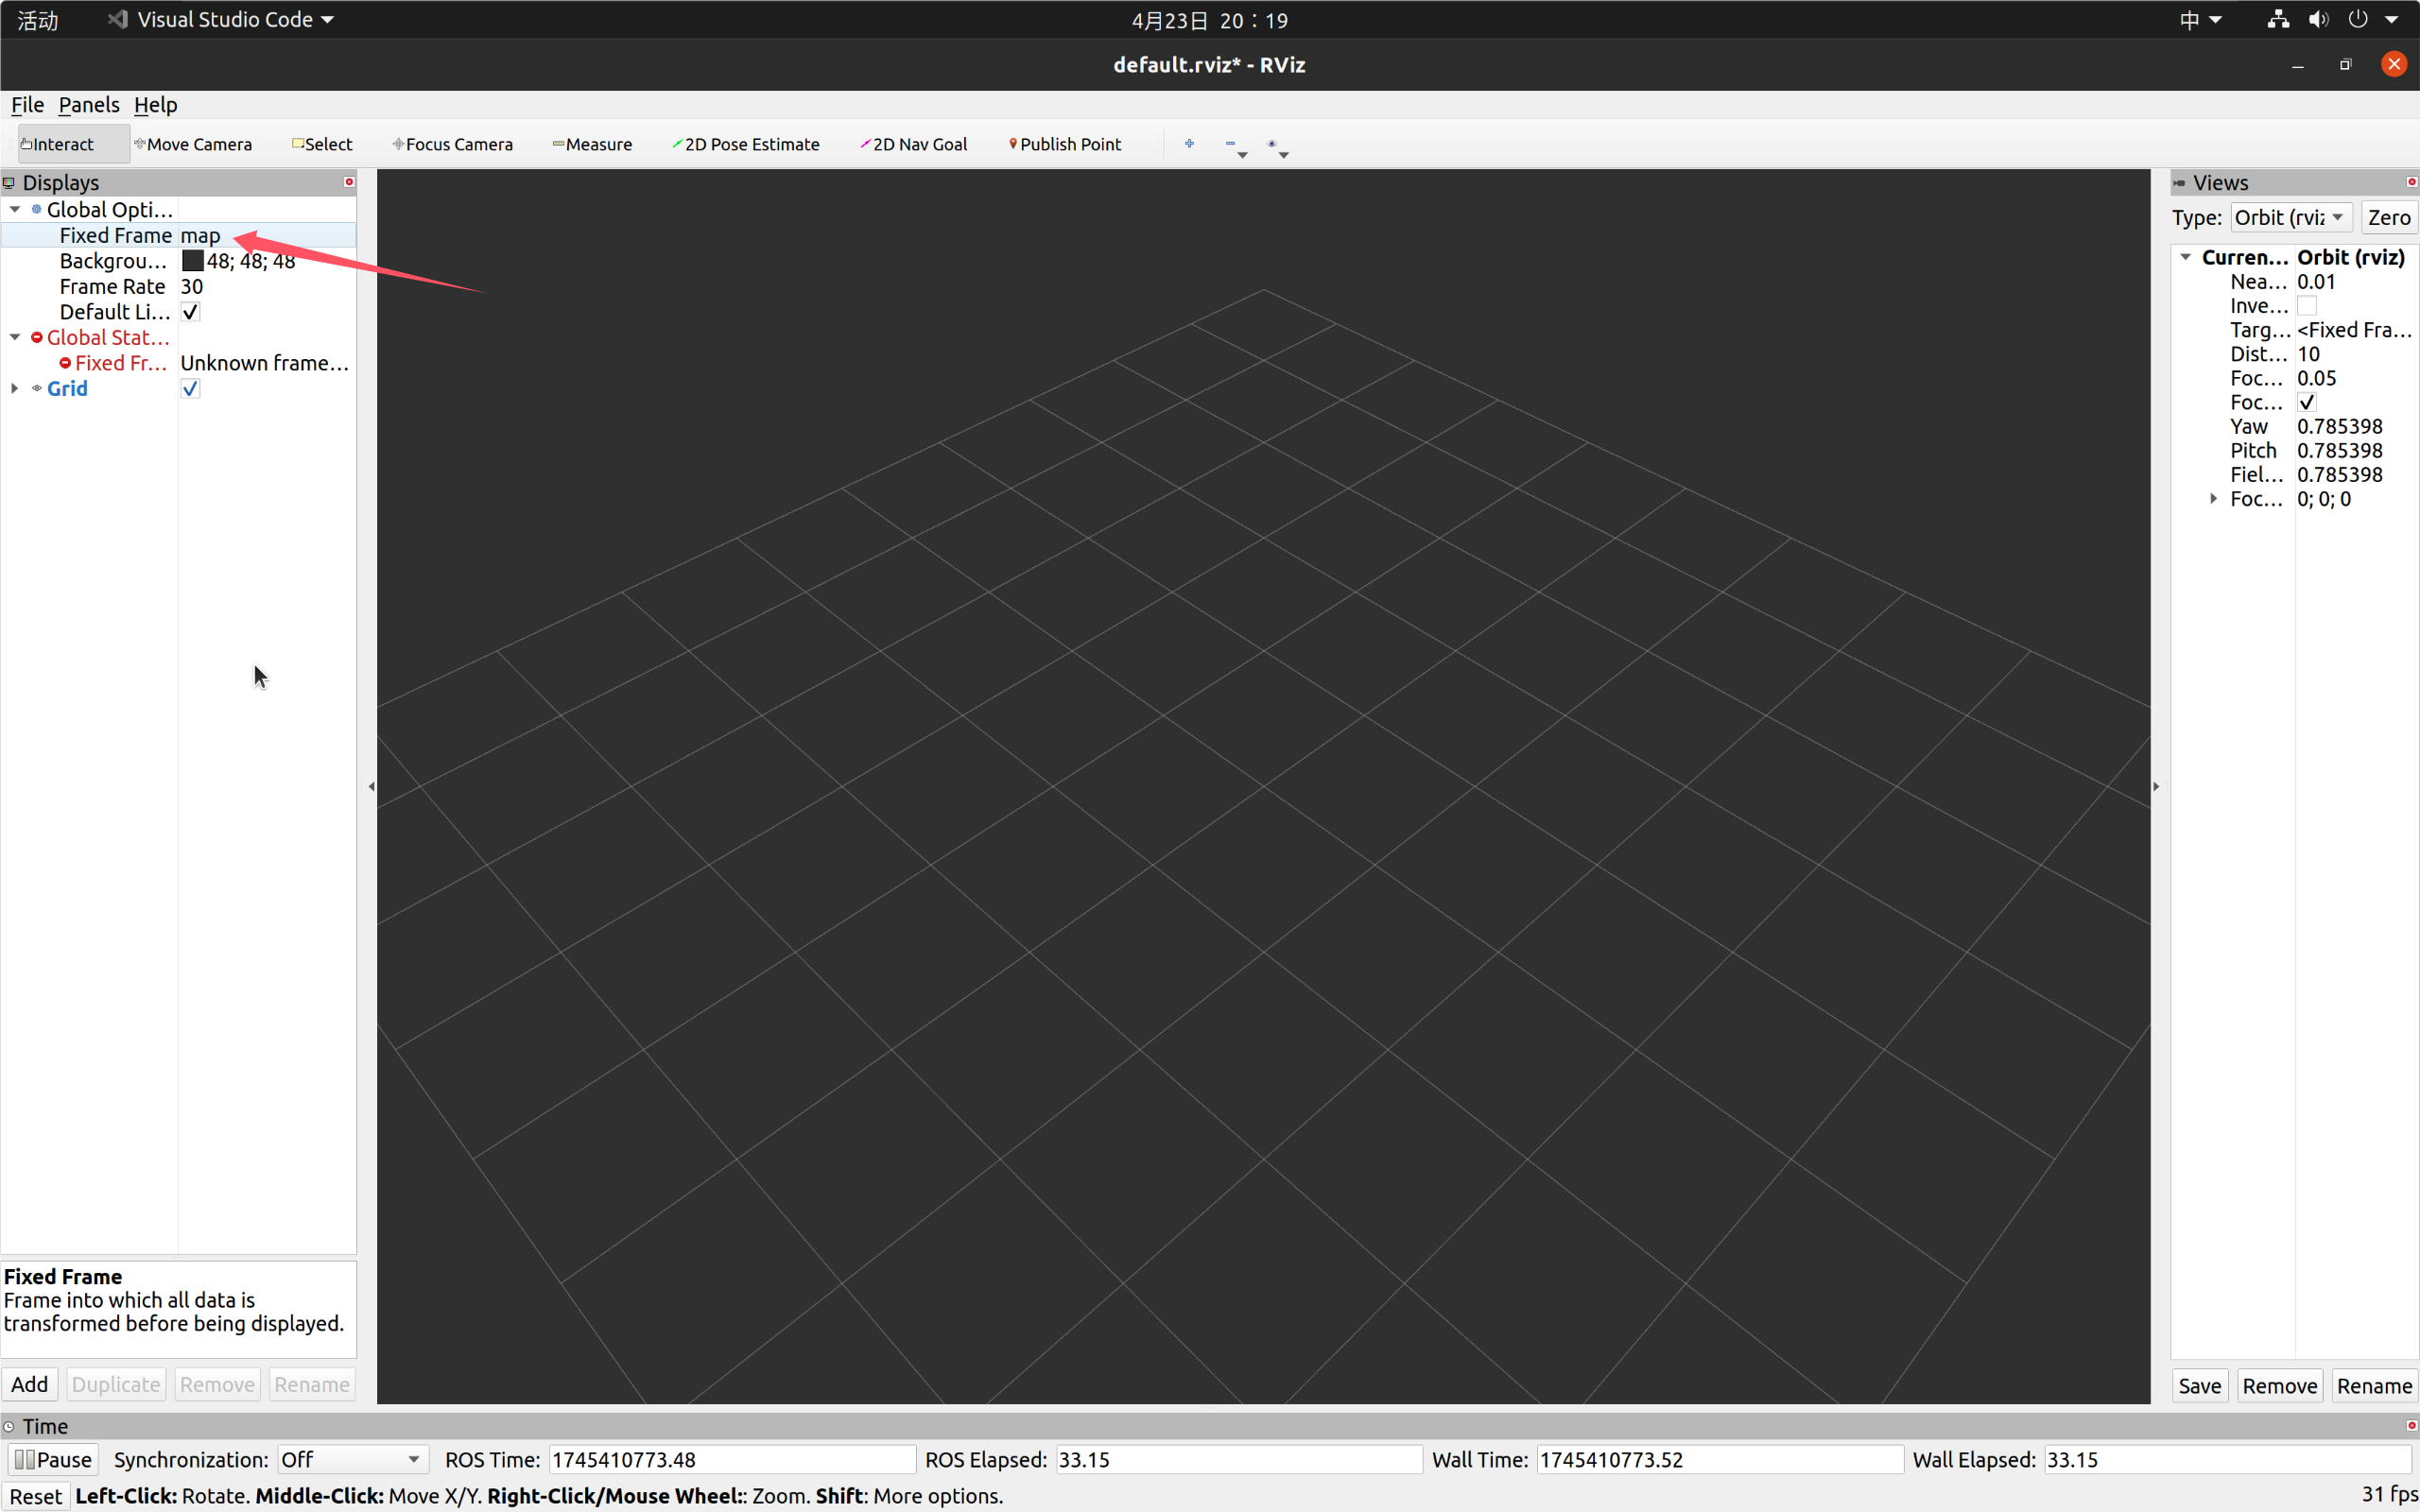 活动 Visual Studio Code 4月23日 20：19 中
default.rviz* - RViz
File Panels Help
Interact Move Camera Select Focus Camera Measure 2D Pose Estimate 2D Nav Goal Publish Point
Displays
Global Opti...
Fixed Frame map
Backgrou... 48; 48; 48
Frame Rate 30
Default Li...
Global Stat...
Fixed Fr... Unknown frame...
Grid
Fixed Frame
Frame into which all data is
transformed before being displayed.
Add Duplicate Remove Rename
Views
Type: Orbit (rviz Zero
Curren... Orbit (rviz)
Nea... 0.01
Inve...
Targ... <Fixed Fra...
Dist... 10
Foc... 0.05
Foc...
Yaw 0.785398
Pitch 0.785398
Fiel... 0.785398
Foc... 0; 0; 0
Save Remove Rename
Time
Pause Synchronization: Off ROS Time: 1745410773.48 ROS Elapsed: 33.15 Wall Time: 1745410773.52 Wall Elapsed: 33.15
Reset Left-Click: Rotate. Middle-Click: Move X/Y. Right-Click/Mouse Wheel:: Zoom. Shift: More options. 31 fps